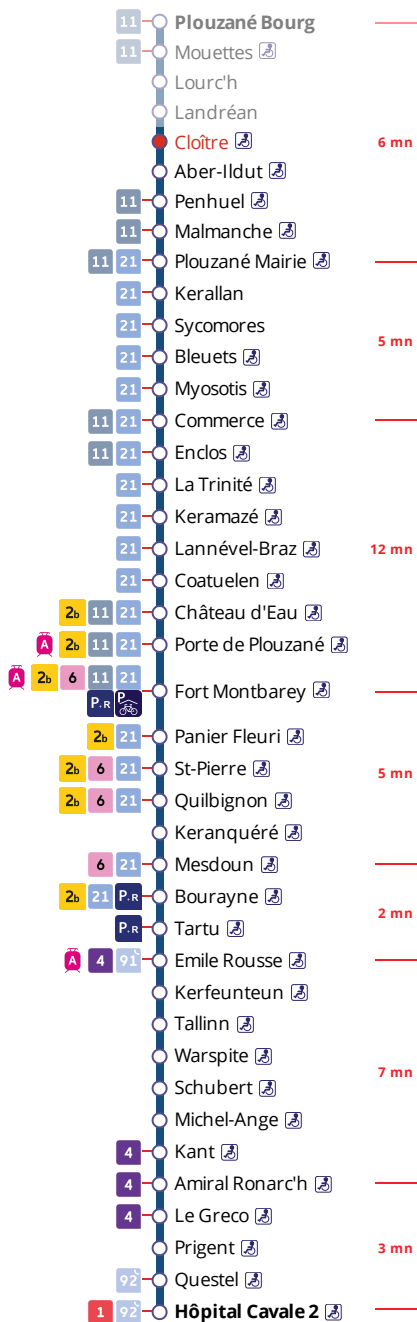 11 Plouzané Bourg
11 Mouettes
Lourc'h
Landréan
Cloître 6 mn
Aber-Ildut
11 Penhuel
11 Malmanche
11 21 Plouzané Mairie
21 Kerallan
21 Sycomores
5 mn
21 Bleuets
21 Myosotis
11 21 Commerce
11 21 Enclos
21 La Trinité
21 Keramazé
21 Lannével-Braz 12 mn
21 Coatuelen
2b 11 21 Château d'Eau
A 2b 11 21 Porte de Plouzané
A 2b 6 11 21
Fort Montbarey
P+R P
2b 21 Panier Fleuri
2b 6 21 St-Pierre 5 mn
2b 6 21 Quilbignon
Keranquéré
6 21 Mesdoun
2b 21 P+R Bourayne
2 mn
P+R Tartu
A 4 91 Emile Rousse
Kerfeunteun
Tallinn
Warspite 7 mn
Schubert
Michel-Ange
4 Kant
4 Amiral Ronarc'h
4 Le Greco
Prigent 3 mn
92 Questel
1 92 Hôpital Cavale 2